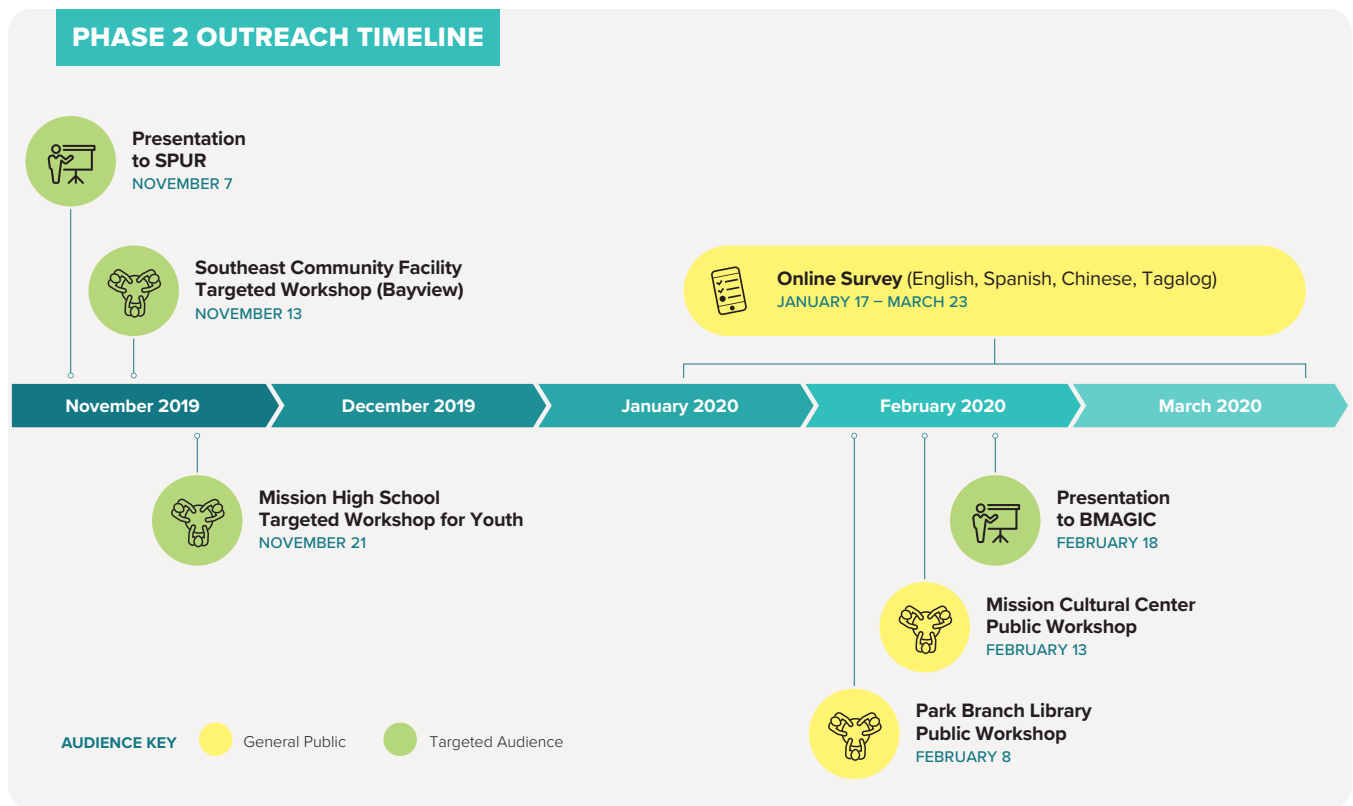 PHASE 2 OUTREACH TIMELINE
Presentation
to SPUR
NOVEMBER 7
Southeast Community Facility
Targeted Workshop (Bayview)
NOVEMBER 13
Online Survey (English, Spanish, Chinese, Tagalog)
JANUARY 17 – MARCH 23
November 2019
December 2019
January 2020
February 2020
March 2020
Mission High School
Targeted Workshop for Youth
NOVEMBER 21
Presentation
to BMAGIC
FEBRUARY 18
Mission Cultural Center
Public Workshop
FEBRUARY 13
Park Branch Library
Public Workshop
FEBRUARY 8
AUDIENCE KEY
General Public
Targeted Audience